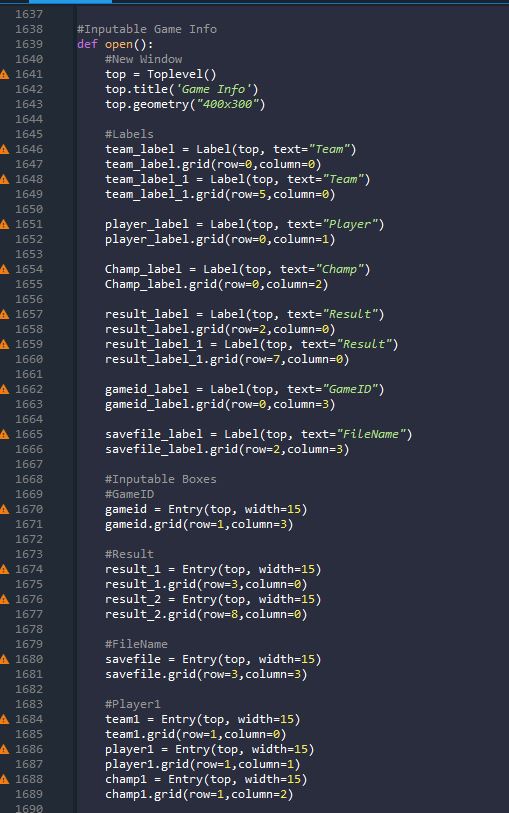 1637
1638 #Inputable Game Info
1639 def open():
1640     #New Window
1641     top = Toplevel()
1642     top.title('Game Info')
1643     top.geometry("400x300")
1644
1645     #Labels
1646     team_label = Label(top, text="Team")
1647     team_label.grid(row=0,column=0)
1648     team_label_1 = Label(top, text="Team")
1649     team_label_1.grid(row=5,column=0)
1650
1651     player_label = Label(top, text="Player")
1652     player_label.grid(row=0,column=1)
1653
1654     Champ_label = Label(top, text="Champ")
1655     Champ_label.grid(row=0,column=2)
1656
1657     result_label = Label(top, text="Result")
1658     result_label.grid(row=2,column=0)
1659     result_label_1 = Label(top, text="Result")
1660     result_label_1.grid(row=7,column=0)
1661
1662     gameid_label = Label(top, text="GameID")
1663     gameid_label.grid(row=0,column=3)
1664
1665     savefile_label = Label(top, text="FileName")
1666     savefile_label.grid(row=2,column=3)
1667
1668     #Inputable Boxes
1669     #GameID
1670     gameid = Entry(top, width=15)
1671     gameid.grid(row=1,column=3)
1672
1673     #Result
1674     result_1 = Entry(top, width=15)
1675     result_1.grid(row=3,column=0)
1676     result_2 = Entry(top, width=15)
1677     result_2.grid(row=8,column=0)
1678
1679     #FileName
1680     savefile = Entry(top, width=15)
1681     savefile.grid(row=3,column=3)
1682
1683     #Player1
1684     team1 = Entry(top, width=15)
1685     team1.grid(row=1,column=0)
1686     player1 = Entry(top, width=15)
1687     player1.grid(row=1,column=1)
1688     champ1 = Entry(top, width=15)
1689     champ1.grid(row=1,column=2)
1690